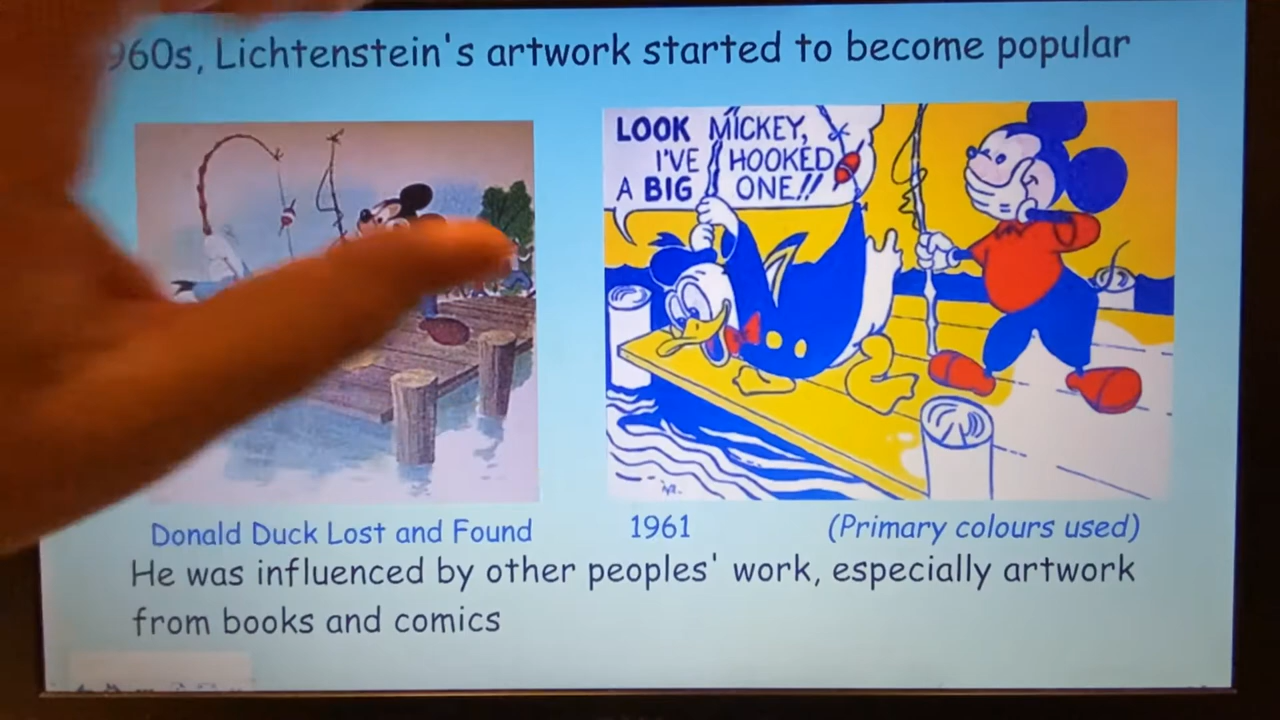 960s, Lichtenstein's artwork started to become popular
LOOK MICKEY,
I'VE HOOKED
A BIG ONE!!
Donald Duck Lost and Found
1961
(Primary colours used)
He was influenced by other peoples' work, especially artwork
from books and comics